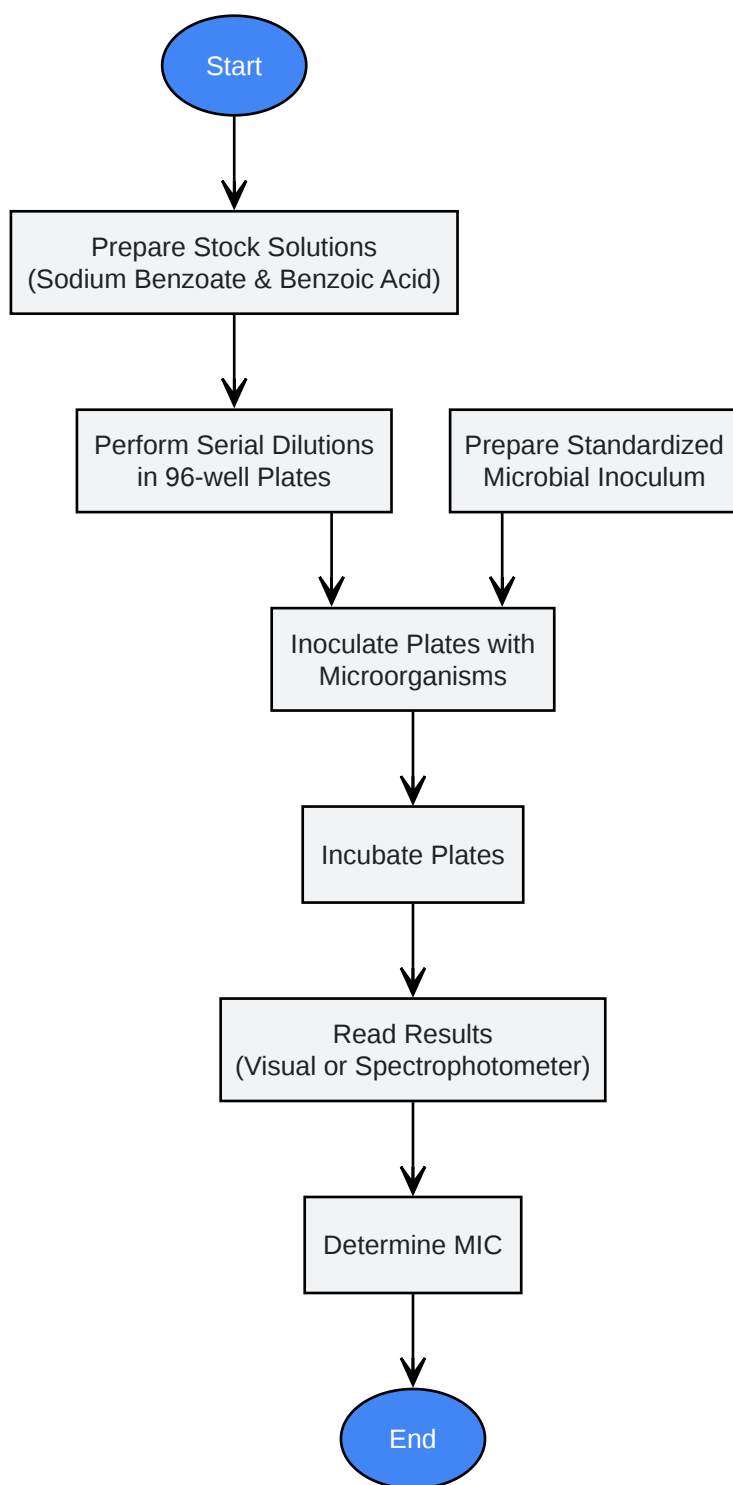 Start
Prepare Stock Solutions
(Sodium Benzoate & Benzoic Acid)
Perform Serial Dilutions
in 96-well Plates
Prepare Standardized
Microbial Inoculum
Inoculate Plates with
Microorganisms
Incubate Plates
Read Results
(Visual or Spectrophotometer)
Determine MIC
End